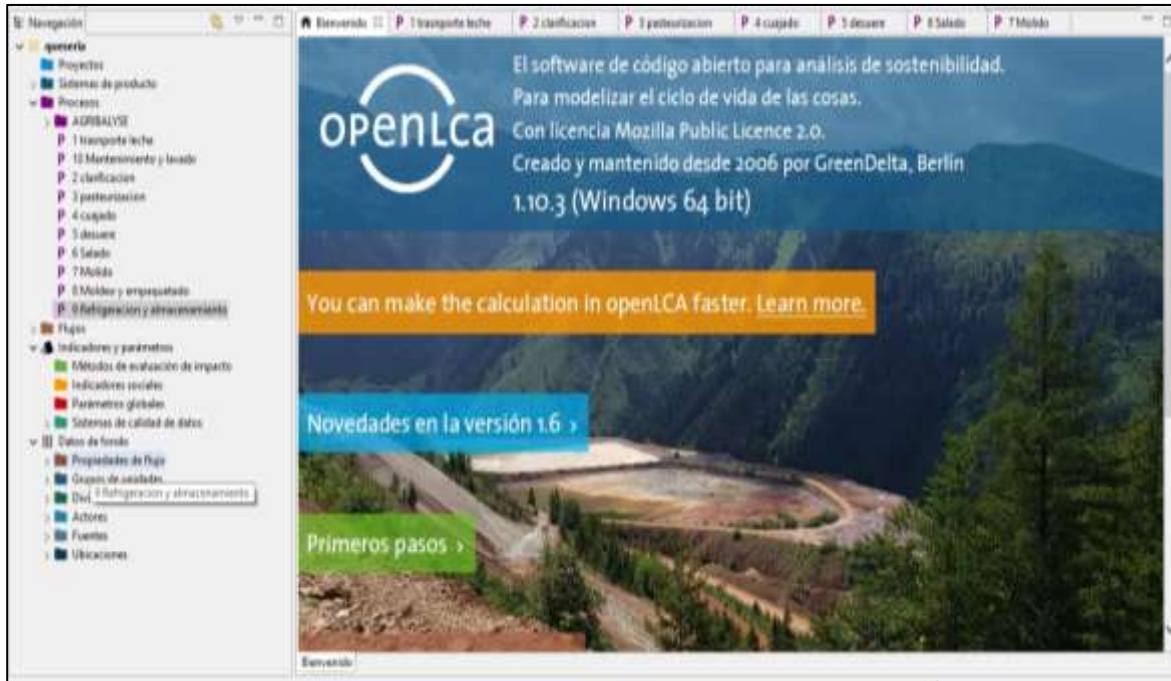 Navegación
quesería
Proyectos
Sistemas de producto
Procesos
AGRIBALYSE
P 1 transporte leche
P 10 Mantenimiento y lavado
P 2 clarificacion
P 3 pasteurizacion
P 4 cuajado
P 5 desuere
P 6 Salado
P 7 Molido
P 8 Moldeo y empaquetado
P 9 Refrigeracion y almacenamiento
Flujos
Indicadores y parámetros
Métodos de evaluación de impacto
Indicadores sociales
Parámetros globales
Sistemas de calidad de datos
Datos de fondo
Propiedades de flujo
Grupos de unidades
9 Refrigeracion y almacenamiento
Actores
Fuentes
Ubicaciones
Bienvenido P 1 transporte leche P 2 clarificacion P 3 pasteurizacion P 4 cuajado P 5 desuere P 6 Salado P 7 Molido
openLCA
El software de código abierto para análisis de sostenibilidad.
Para modelizar el ciclo de vida de las cosas.
Con licencia Mozilla Public Licence 2.0.
Creado y mantenido desde 2006 por GreenDelta, Berlin
1.10.3 (Windows 64 bit)
You can make the calculation in openLCA faster. Learn more.
Novedades en la versión 1.6 ›
Primeros pasos ›
Bienvenido